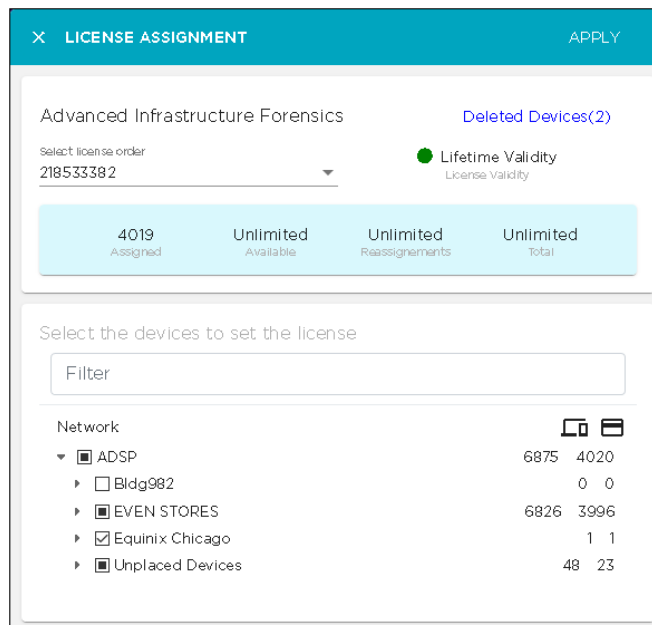 LICENSE ASSIGNMENT APPLY
Advanced Infrastructure Forensics Deleted Devices(2)
Select license order
218533382
Lifetime Validity
License Validity
4019 Unlimited Unlimited Unlimited
Assigned Available Reassignements Total
Select the devices to set the license
Filter
Network
ADSP 6875 4020
Bldg982 0 0
EVEN STORES 6826 3996
Equinix Chicago 1 1
Unplaced Devices 48 23